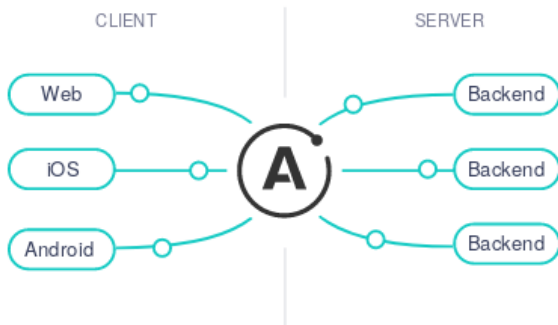 CLIENT
SERVER
Web
Backend
iOS
A
Backend
Android
Backend